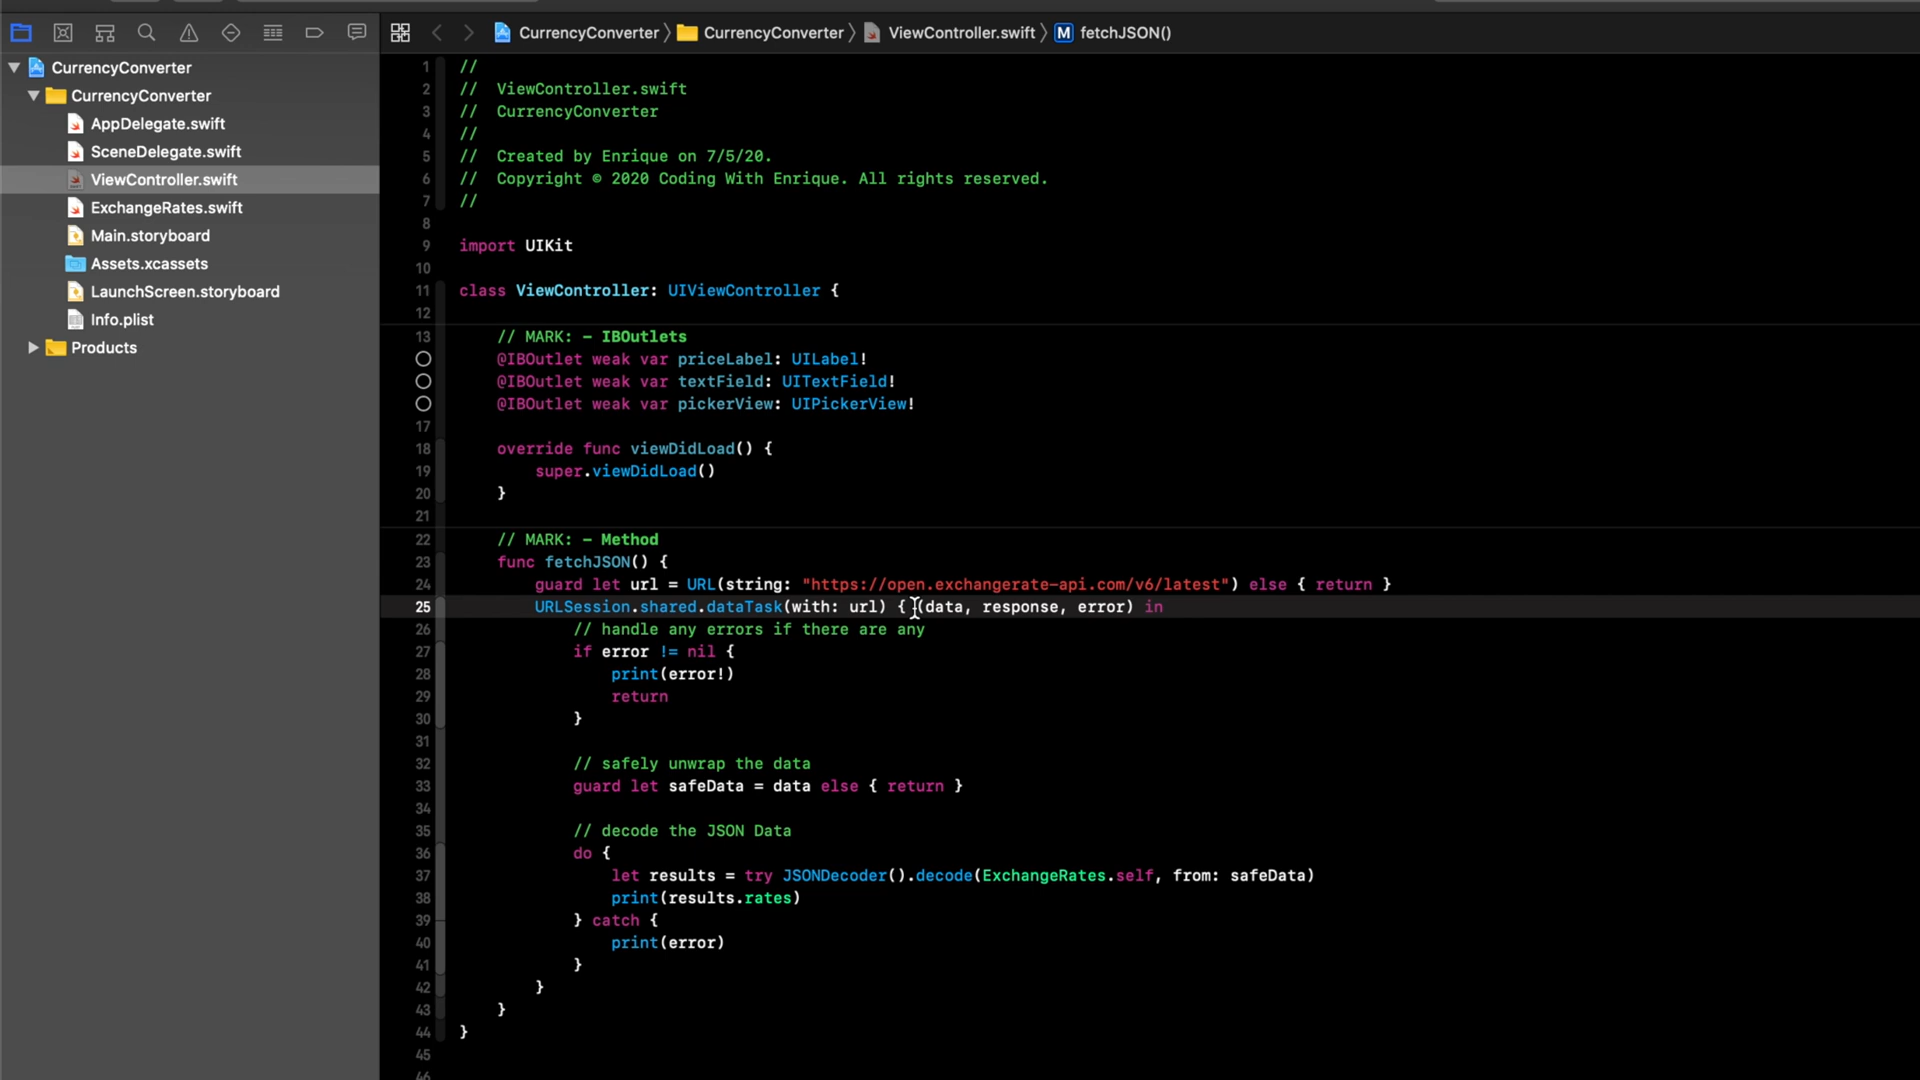 CurrencyConverter
CurrencyConverter
AppDelegate.swift
SceneDelegate.swift
ViewController.swift
ExchangeRates.swift
Main.storyboard
Assets.xcassets
LaunchScreen.storyboard
Info.plist
Products
CurrencyConverter 〉 CurrencyConverter 〉 ViewController.swift 〉 M fetchJSON()
1 //
2 //  ViewController.swift
3 //  CurrencyConverter
4 //
5 //  Created by Enrique on 7/5/20.
6 //  Copyright © 2020 Coding With Enrique. All rights reserved.
7 //
8
9 import UIKit
10
11 class ViewController: UIViewController {
12
13     // MARK: - IBOutlets
    @IBOutlet weak var priceLabel: UILabel!
    @IBOutlet weak var textField: UITextField!
    @IBOutlet weak var pickerView: UIPickerView!
17
18     override func viewDidLoad() {
19         super.viewDidLoad()
20     }
21
22     // MARK: - Method
23     func fetchJSON() {
24         guard let url = URL(string: "https://open.exchangerate-api.com/v6/latest") else { return }
25         URLSession.shared.dataTask(with: url) { (data, response, error) in
26             // handle any errors if there are any
27             if error != nil {
28                 print(error!)
29                 return
30             }
31
32             // safely unwrap the data
33             guard let safeData = data else { return }
34
35             // decode the JSON Data
36             do {
37                 let results = try JSONDecoder().decode(ExchangeRates.self, from: safeData)
38                 print(results.rates)
39             } catch {
40                 print(error)
41             }
42         }
43     }
44 }
45
46